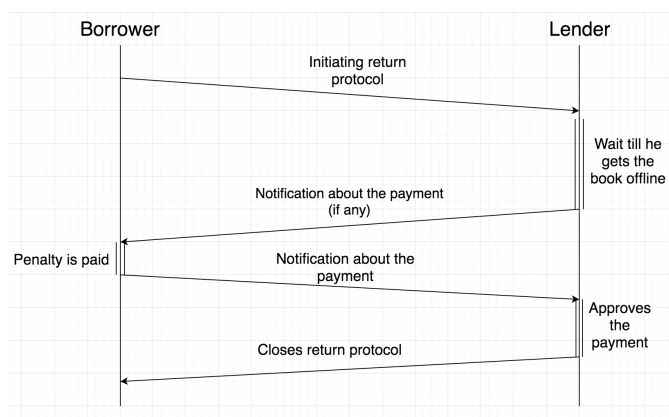 Borrower
Lender
Initiating return
protocol
Wait till he
gets the
book offline
Notification about the payment
(if any)
Penalty is paid
Notification about the
payment
Approves
the
payment
Closes return protocol